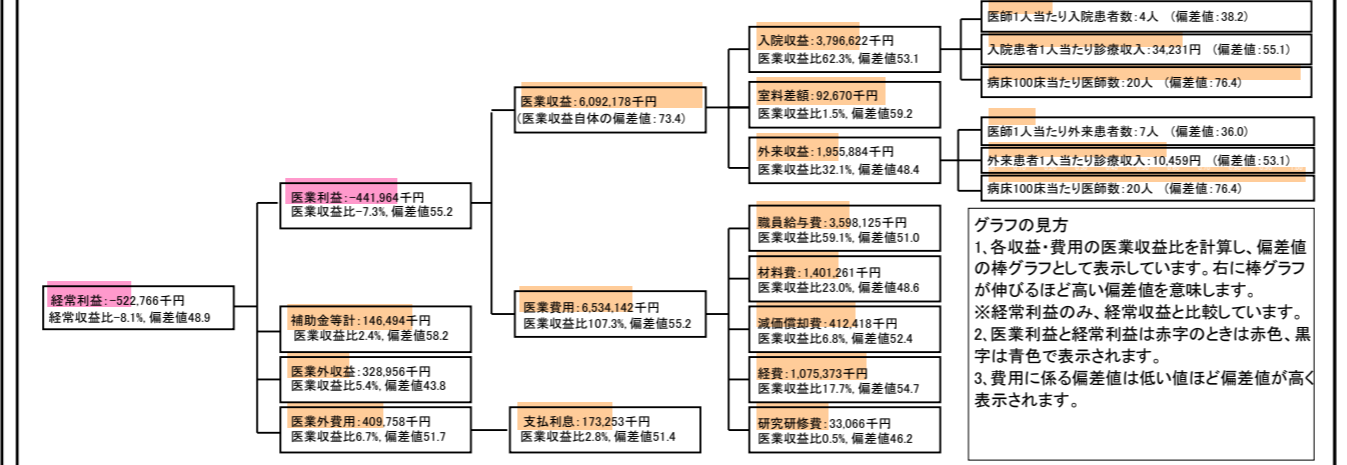 経常利益:-522,766千円
経常収益比-8.1%, 偏差値48.9
医業利益:-441,964千円
医業収益比-7.3%, 偏差値55.2
補助金等計:146,494千円
医業収益比2.4%, 偏差値58.2
医業外収益:328,956千円
医業収益比5.4%, 偏差値43.8
医業外費用:409,758千円
医業収益比6.7%, 偏差値51.7
医業収益:6,092,178千円
(医業収益自体の偏差値:73.4)
医業費用:6,534,142千円
医業収益比107.3%, 偏差値55.2
支払利息:173,253千円
医業収益比2.8%, 偏差値51.4
入院収益:3,796,622千円
医業収益比62.3%, 偏差値53.1
室料差額:92,670千円
医業収益比1.5%, 偏差値59.2
外来収益:1,955,884千円
医業収益比32.1%, 偏差値48.4
職員給与費:3,598,125千円
医業収益比59.1%, 偏差値51.0
材料費:1,401,261千円
医業収益比23.0%, 偏差値48.6
減価償却費:412,418千円
医業収益比6.8%, 偏差値52.4
経費:1,075,373千円
医業収益比17.7%, 偏差値54.7
研究研修費:33,066千円
医業収益比0.5%, 偏差値46.2
医師1人当たり入院患者数:4人 (偏差値:38.2)
入院患者1人当たり診療収入:34,231円 (偏差値:55.1)
病床100床当たり医師数:20人 (偏差値:76.4)
医師1人当たり外来患者数:7人 (偏差値:36.0)
外来患者1人当たり診療収入:10,459円 (偏差値:53.1)
病床100床当たり医師数:20人 (偏差値:76.4)
グラフの見方
1、各収益・費用の医業収益比を計算し、偏差値
の棒グラフとして表示しています。右に棒グラフ
が伸びるほど高い偏差値を意味します。
※経常利益のみ、経常収益と比較しています。
2、医業利益と経常利益は赤字のときは赤色、黒
字は青色で表示されます。
3、費用に係る偏差値は低い値ほど偏差値が高く
表示されます。